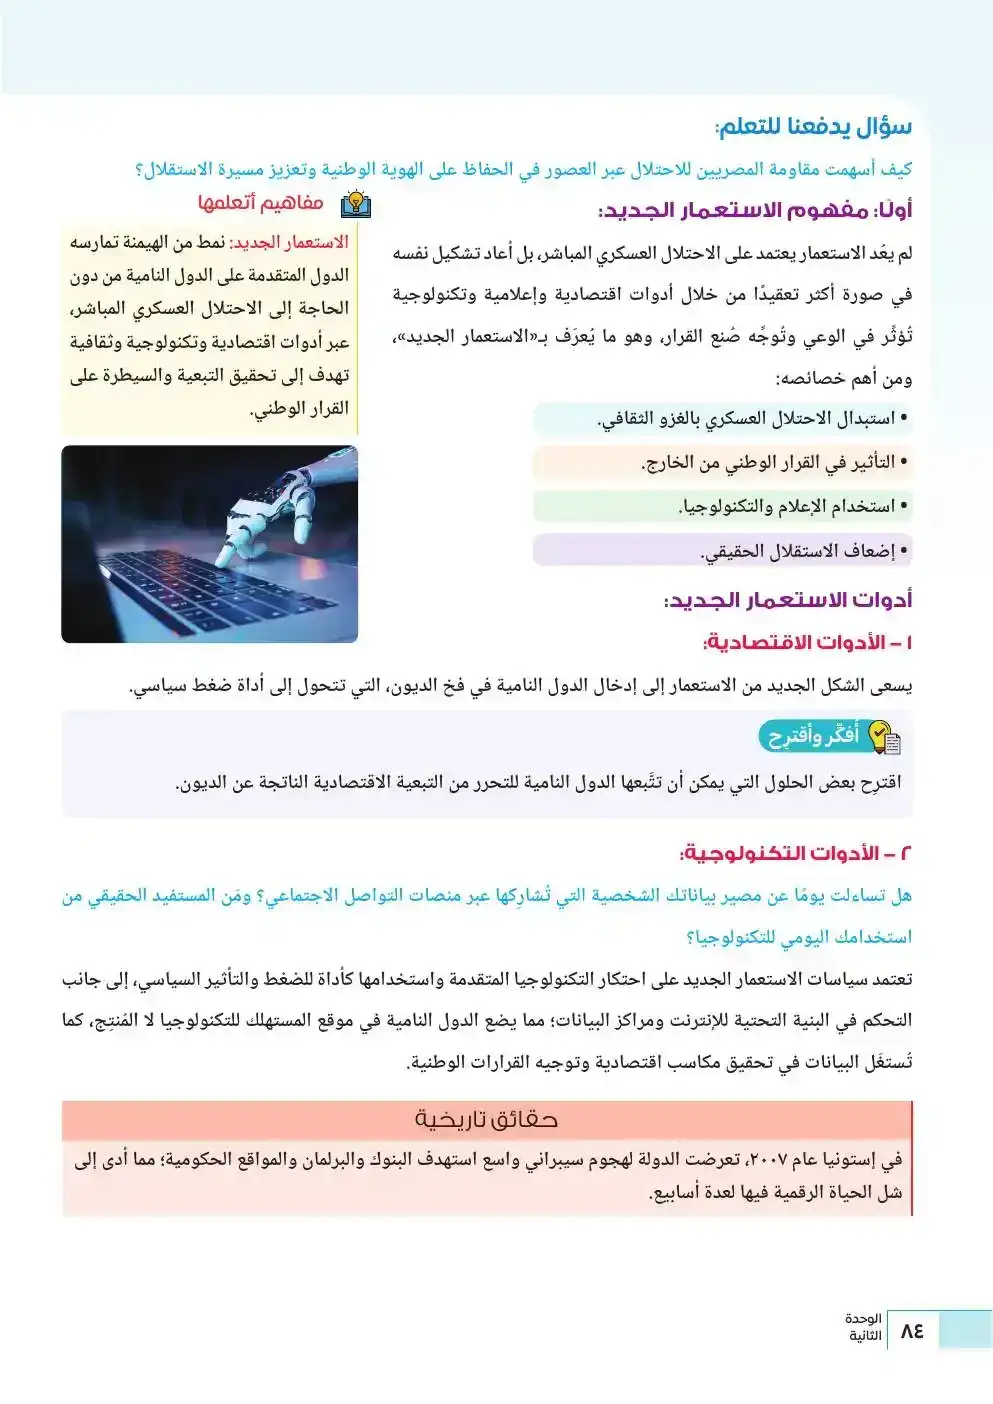 سؤال يدفعنا للتعلم:
كيف أسهمت مقاومة المصريين للاحتلال عبر العصور في الحفاظ على الهوية الوطنية وتعزيز مسيرة الاستقلال؟
أولًا: مفهوم الاستعمار الجديد:
لم يعُد الاستعمار يعتمد على الاحتلال العسكري المباشر، بل أعاد تشكيل نفسه
في صورة أكثر تعقيدًا من خلال أدوات اقتصادية وإعلامية وتكنولوجية
تُؤثِّر في الوعي وتُوجِّه صُنع القرار، وهو ما يُعرَف بـ«الاستعمار الجديد»،
ومن أهم خصائصه:
• استبدال الاحتلال العسكري بالغزو الثقافي.
• التأثير في القرار الوطني من الخارج.
• استخدام الإعلام والتكنولوجيا.
• إضعاف الاستقلال الحقيقي.
مفاهيم أتعلمها
الاستعمار الجديد: نمط من الهيمنة تمارسه
الدول المتقدمة على الدول النامية من دون
الحاجة إلى الاحتلال العسكري المباشر،
عبر أدوات اقتصادية وتكنولوجية وثقافية
تهدف إلى تحقيق التبعية والسيطرة على
القرار الوطني.
أدوات الاستعمار الجديد:
١ – الأدوات الاقتصادية:
يسعى الشكل الجديد من الاستعمار إلى إدخال الدول النامية في فخ الديون، التي تتحول إلى أداة ضغط سياسي.
أفكِّر وأقترِح
اقترِح بعض الحلول التي يمكن أن تتَّبعها الدول النامية للتحرر من التبعية الاقتصادية الناتجة عن الديون.
٢ – الأدوات التكنولوجية:
هل تساءلت يومًا عن مصير بياناتك الشخصية التي تُشارِكها عبر منصات التواصل الاجتماعي؟ ومَن المستفيد الحقيقي من
استخدامك اليومي للتكنولوجيا؟
تعتمد سياسات الاستعمار الجديد على احتكار التكنولوجيا المتقدمة واستخدامها كأداة للضغط والتأثير السياسي، إلى جانب
التحكم في البنية التحتية للإنترنت ومراكز البيانات؛ مما يضع الدول النامية في موقع المستهلك للتكنولوجيا لا المُنتِج، كما
تُستغَل البيانات في تحقيق مكاسب اقتصادية وتوجيه القرارات الوطنية.
حقائق تاريخية
في إستونيا عام ٢٠٠٧، تعرضت الدولة لهجوم سيبراني واسع استهدف البنوك والبرلمان والمواقع الحكومية؛ مما أدى إلى
شل الحياة الرقمية فيها لعدة أسابيع.
٨٤
الوحدة
الثانية